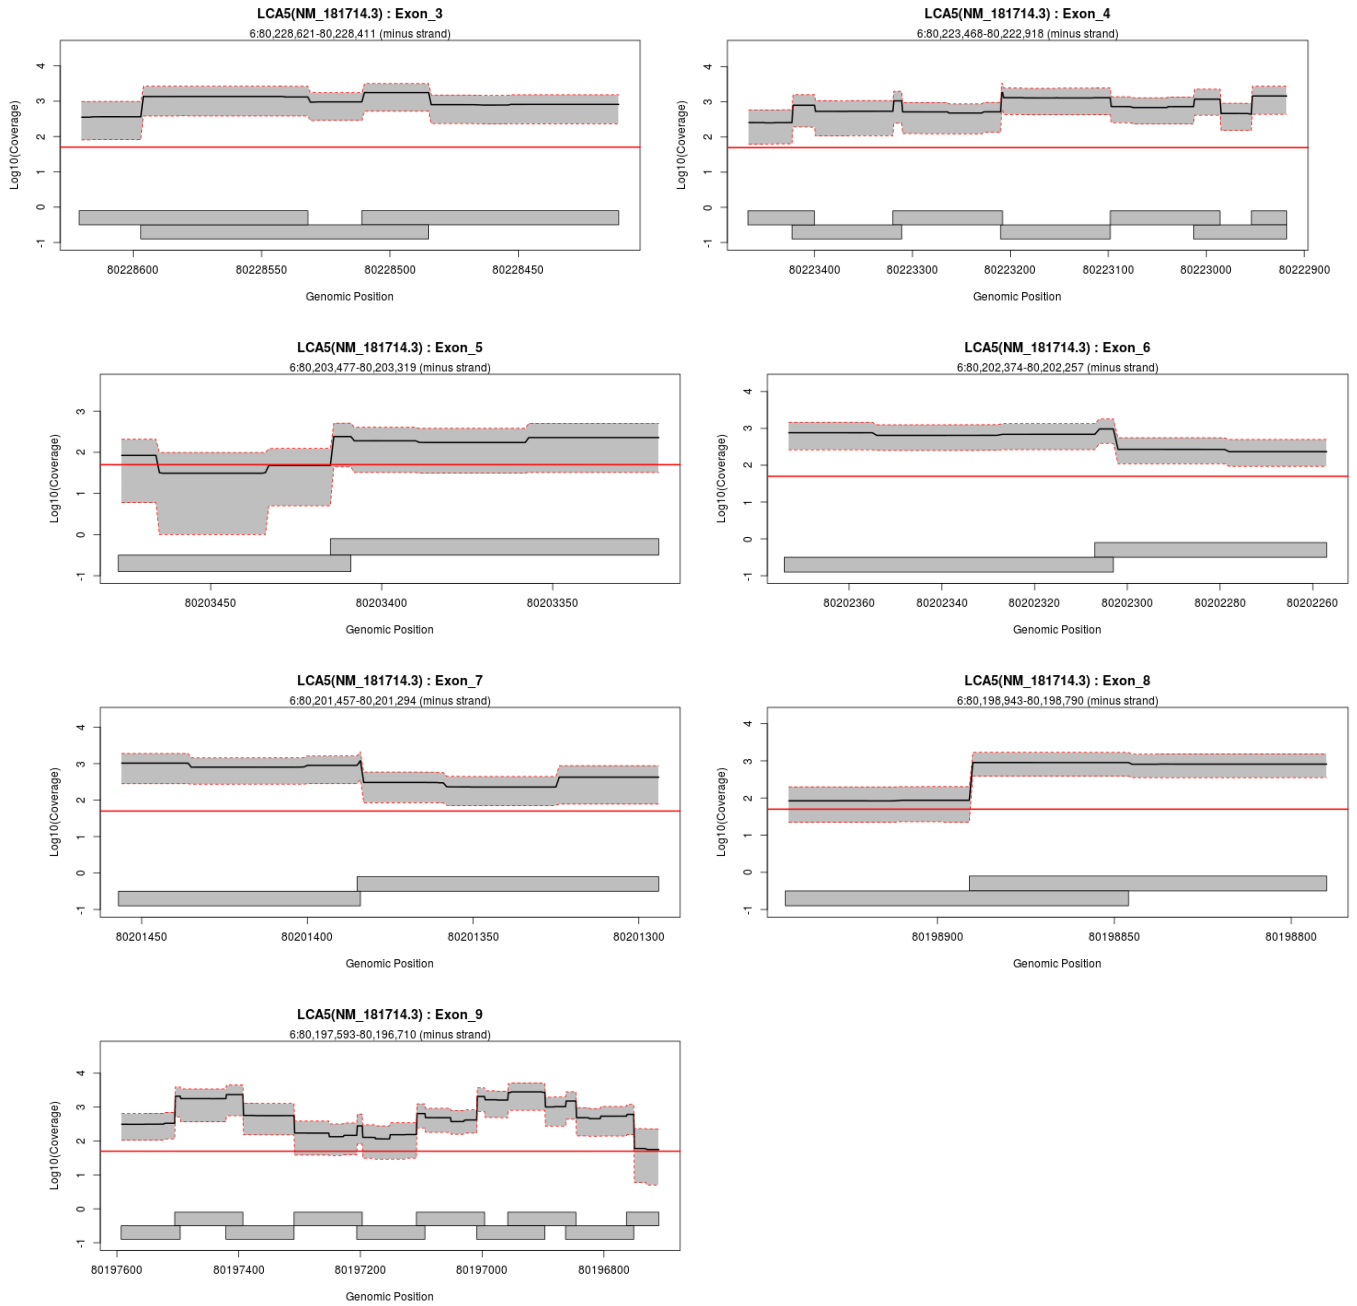 LCA5(NM_181714.3) : Exon_3
6:80,228,621-80,228,411 (minus strand)
Log10(Coverage)
4
3
2
1
0
-1
80228600 80228550 80228500 80228450
Genomic Position
LCA5(NM_181714.3) : Exon_4
6:80,223,468-80,222,918 (minus strand)
Log10(Coverage)
4
3
2
1
0
-1
80223400 80223300 80223200 80223100 80223000 80222900
Genomic Position
LCA5(NM_181714.3) : Exon_5
6:80,203,477-80,203,319 (minus strand)
Log10(Coverage)
3
2
1
0
-1
80203450 80203400 80203350
Genomic Position
LCA5(NM_181714.3) : Exon_6
6:80,202,374-80,202,257 (minus strand)
Log10(Coverage)
4
3
2
1
0
-1
80202360 80202340 80202320 80202300 80202280 80202260
Genomic Position
LCA5(NM_181714.3) : Exon_7
6:80,201,457-80,201,294 (minus strand)
Log10(Coverage)
4
3
2
1
0
-1
80201450 80201400 80201350 80201300
Genomic Position
LCA5(NM_181714.3) : Exon_8
6:80,198,943-80,198,790 (minus strand)
Log10(Coverage)
4
3
2
1
0
-1
80198900 80198850 80198800
Genomic Position
LCA5(NM_181714.3) : Exon_9
6:80,197,593-80,196,710 (minus strand)
Log10(Coverage)
4
3
2
1
0
-1
80197600 80197400 80197200 80197000 80196800
Genomic Position